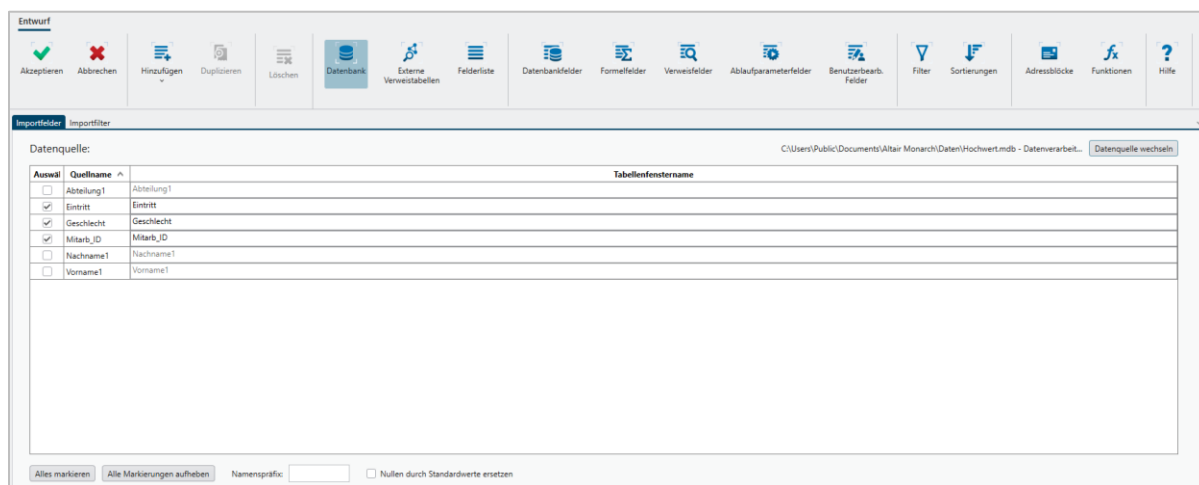 Entwurf
Akzeptieren Abbrechen Hinzufügen Duplizieren Löschen Datenbank Externe Verweistabellen Felderliste Datenbankfelder Formelfelder Verweisfelder Ablaufparameterfelder Benutzerbearb. Felder Filter Sortierungen Adressblöcke Funktionen Hilfe
Importfelder Importfilter
Datenquelle: C:\Users\Public\Documents\Altair Monarch\Daten\Hochwert.mdb - Datenverarbeit... Datenquelle wechseln
Auswäl Quellname Tabellenfenstername
Abteilung1 Abteilung1
Eintritt Eintritt
Geschlecht Geschlecht
Mitarb_ID Mitarb_ID
Nachname1 Nachname1
Vorname1 Vorname1
Alles markieren Alle Markierungen aufheben Namenspräfix: Nullen durch Standardwerte ersetzen